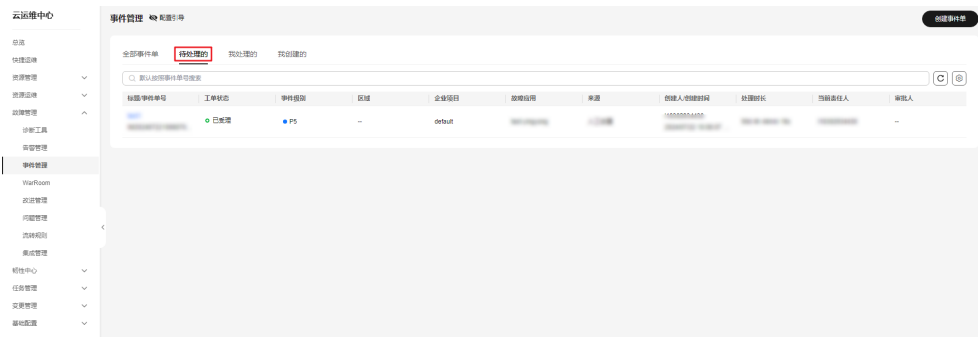 云运维中心
总览
快捷运维
资源管理
资源运维
故障管理
诊断工具
告警管理
事件管理
WarRoom
改进管理
问题管理
流转规则
集成管理
韧性中心
任务管理
变更管理
基础配置
事件管理 配置引导
创建事件单
全部事件单 待处理的 我处理的 我创建的
默认按照事件单号搜索
标题/事件单号 工单状态 事件级别 区域 企业项目 故障应用 来源 创建人/创建时间 处理时长 当前责任人 审批人
已受理 P5 -- default --